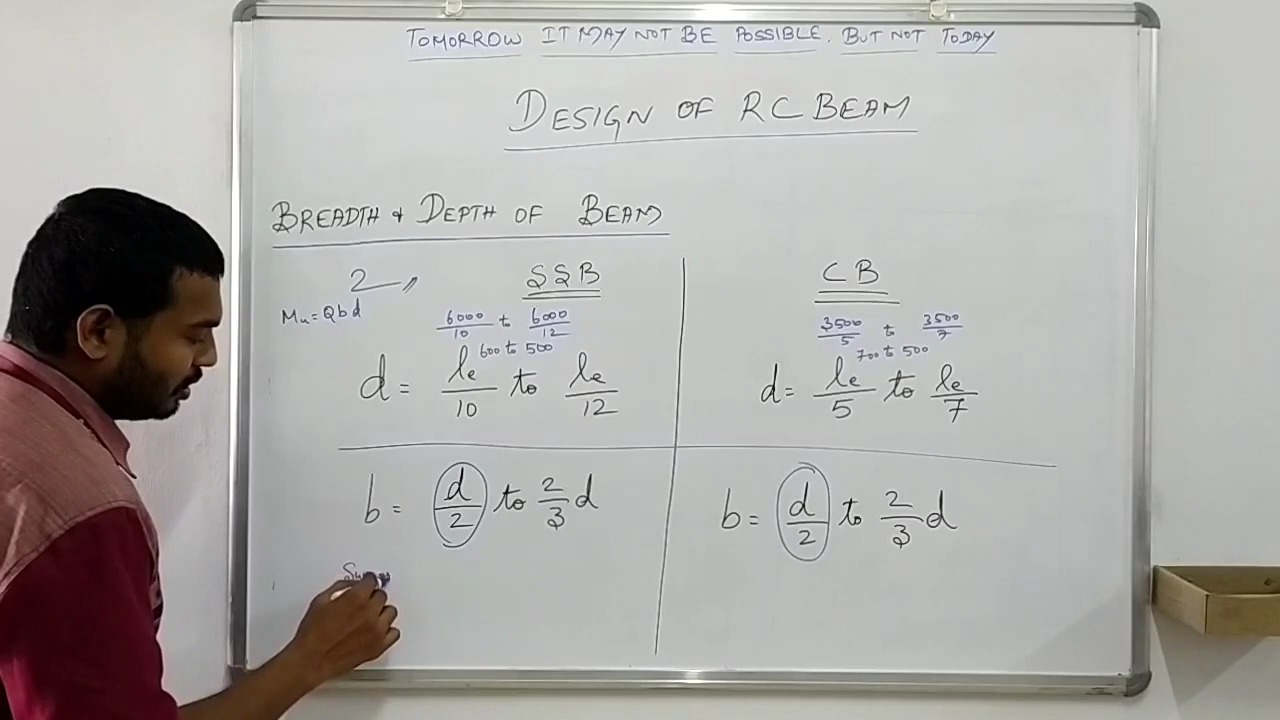 TOMORROW IT MAY NOT BE POSSIBLE. BUT NOT TODAY
DESIGN OF RC BEAM
BREADTH & DEPTH OF BEAM
2
Mu = Qbd
SSB
6000/10 to 6000/12
600 to 500
d = le/10 to le/12
b = d/2 to 2/3 d
CB
3500/5 to 3500/7
700 to 500
d = le/5 to le/7
b = d/2 to 2/3 d